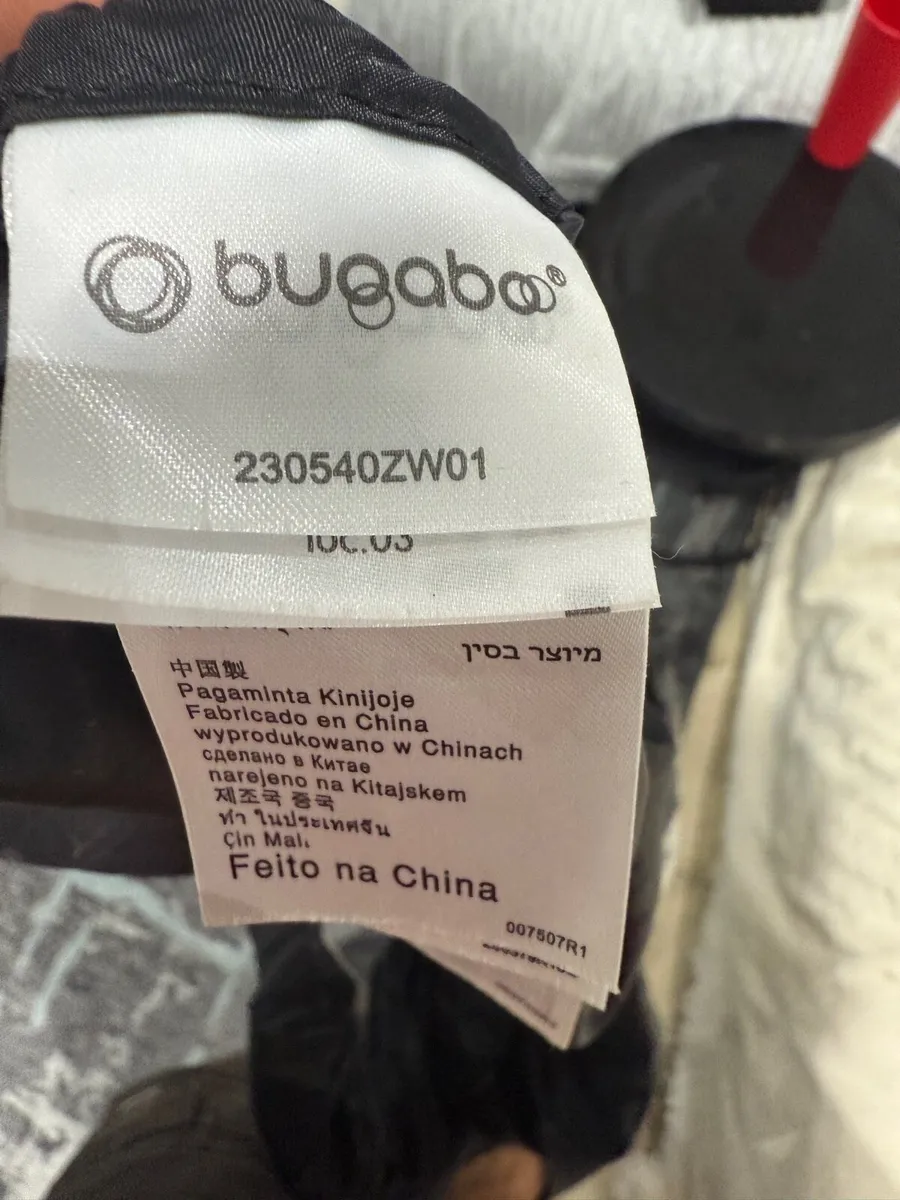 bugaboo®
230540ZW01
loc.03
מיוצר בסין
中国製
Pagaminta Kinijoje
Fabricado en China
wyprodukowano w Chinach
сделано в Китае
narejeno na Kitajskem
제조국 중국
ทำ ในประเทศจีน
Çin Malı
Feito na China
007507R1